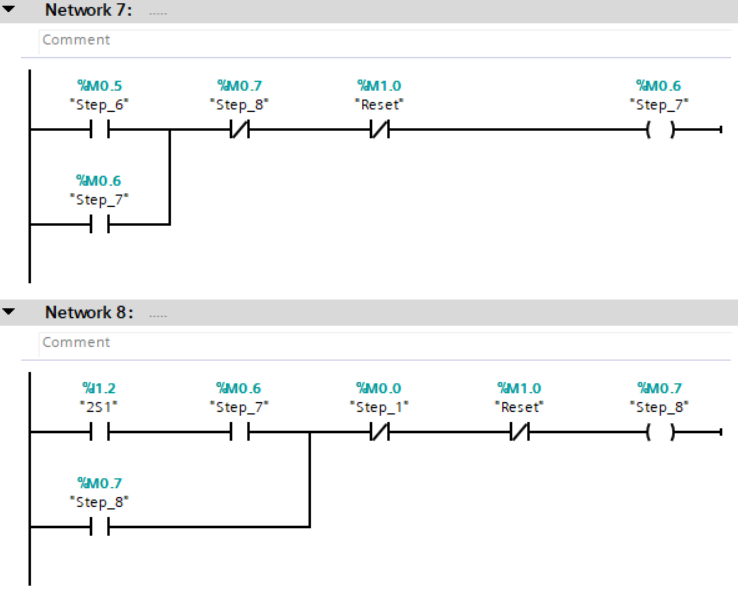 Network 7: .....
Comment
%M0.5 %M0.7 %M1.0 %M0.6
"Step_6" "Step_8" "Reset" "Step_7"
%M0.6
"Step_7"
Network 8: .....
Comment
%I1.2 %M0.6 %M0.0 %M1.0 %M0.7
"2S1" "Step_7" "Step_1" "Reset" "Step_8"
%M0.7
"Step_8"